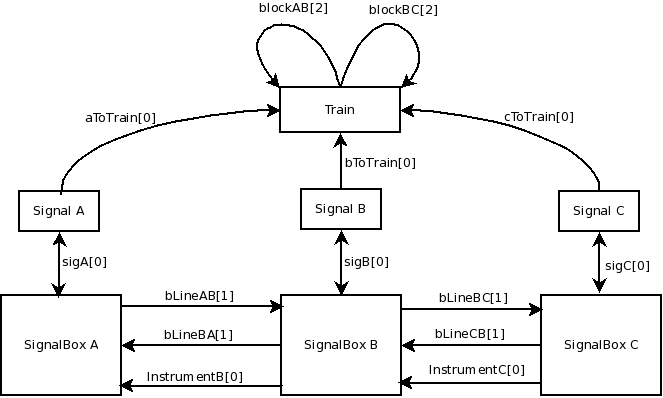 blockAB[2]
blockBC[2]
Train
aToTrain[0]
cToTrain[0]
bToTrain[0]
Signal A
Signal B
Signal C
sigA[0]
sigB[0]
sigC[0]
bLineAB[1]
bLineBC[1]
SignalBox A
bLineBA[1]
SignalBox B
bLineCB[1]
SignalBox C
InstrumentB[0]
InstrumentC[0]